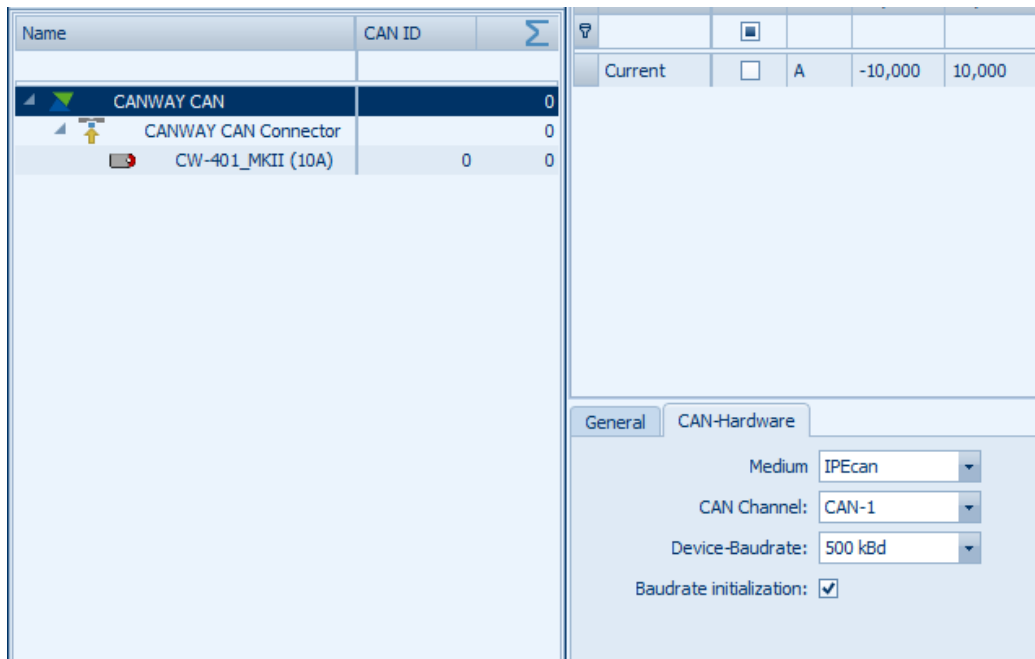 Name CAN ID Σ
CANWAY CAN 0
CANWAY CAN Connector 0
CW-401_MKII (10A) 0 0
Current A -10,000 10,000
General CAN-Hardware
Medium IPEcan
CAN Channel: CAN-1
Device-Baudrate: 500 kBd
Baudrate initialization: